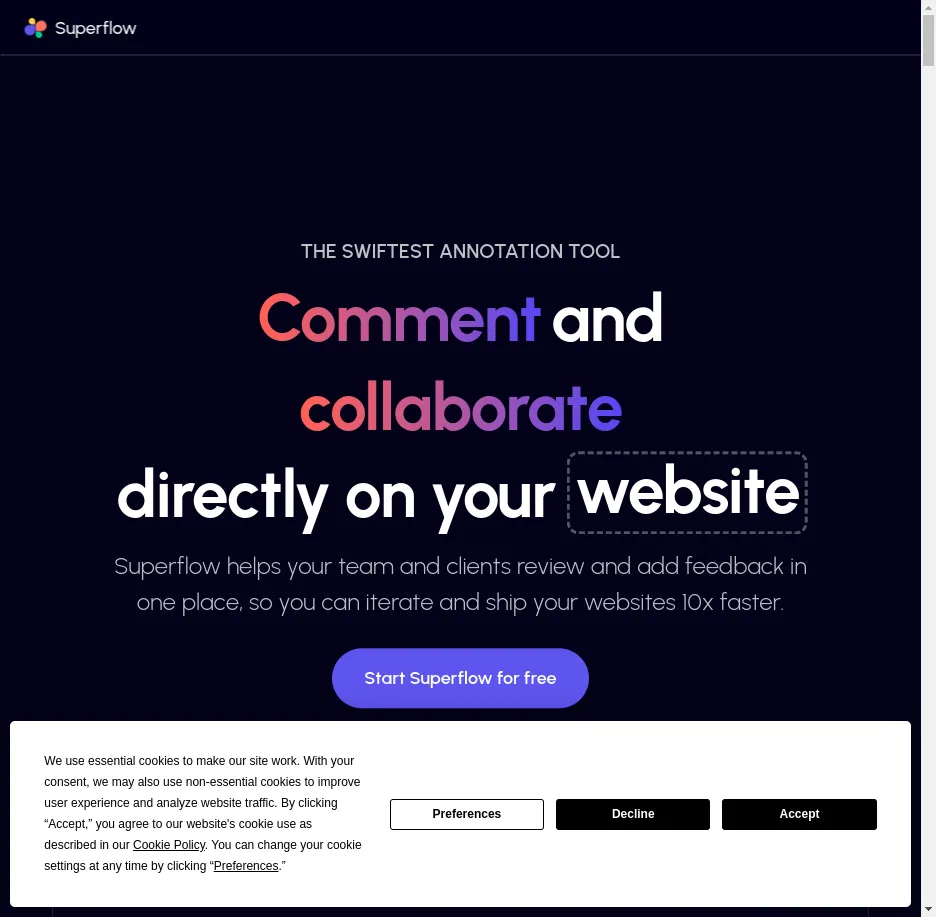 Superflow
THE SWIFTEST ANNOTATION TOOL
Comment and
collaborate
directly on your website
Superflow helps your team and clients review and add feedback in
one place, so you can iterate and ship your websites 10x faster.
Start Superflow for free
We use essential cookies to make our site work. With your
consent, we may also use non-essential cookies to improve
user experience and analyze website traffic. By clicking
“Accept,” you agree to our website's cookie use as
described in our Cookie Policy. You can change your cookie
settings at any time by clicking “Preferences.”
Preferences
Decline
Accept